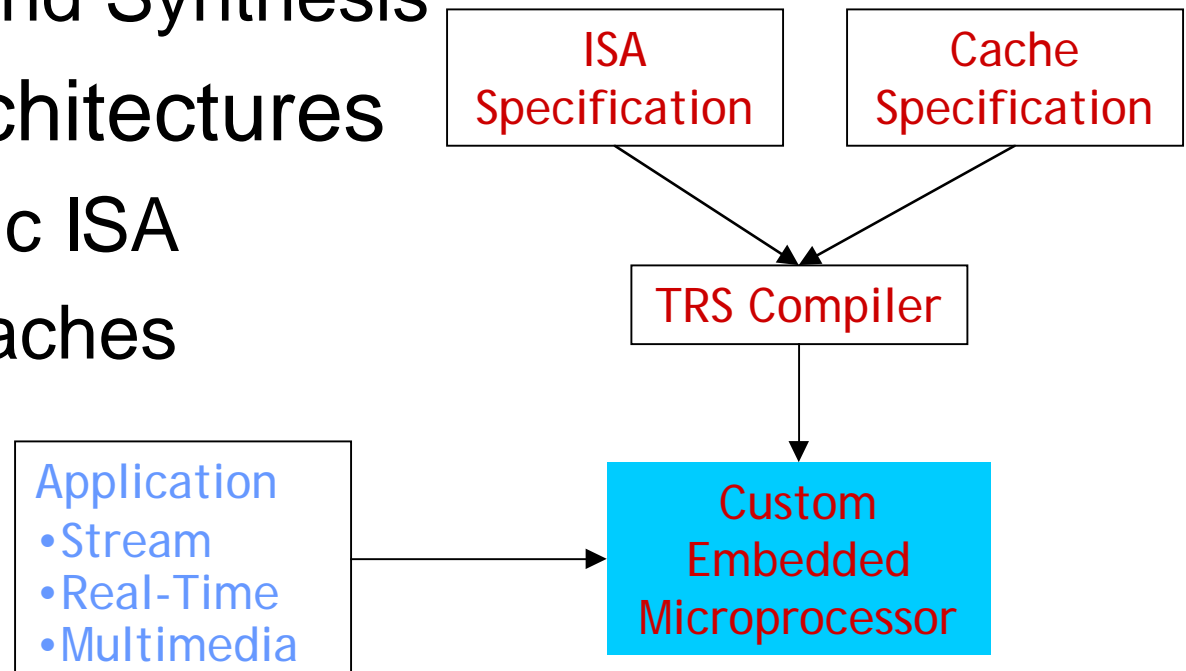 nd Synthesis
chitectures
c ISA
aches
ISA
Specification
Cache
Specification
TRS Compiler
Application
•Stream
•Real-Time
•Multimedia
Custom
Embedded
Microprocessor